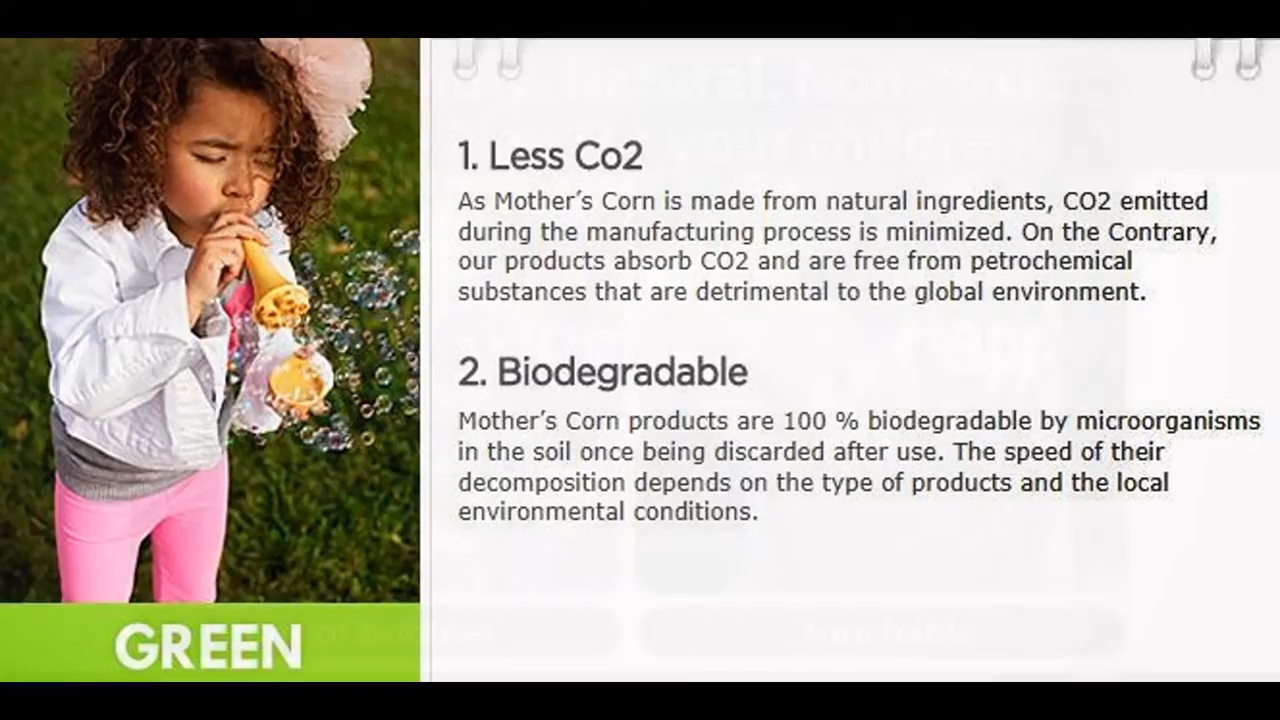 1. Less Co2
As Mother's Corn is made from natural ingredients, CO2 emitted
during the manufacturing process is minimized. On the Contrary,
our products absorb CO2 and are free from petrochemical
substances that are detrimental to the global environment.
2. Biodegradable
Mother's Corn products are 100 % biodegradable by microorganisms
in the soil once being discarded after use. The speed of their
decomposition depends on the type of products and the local
environmental conditions.
GREEN